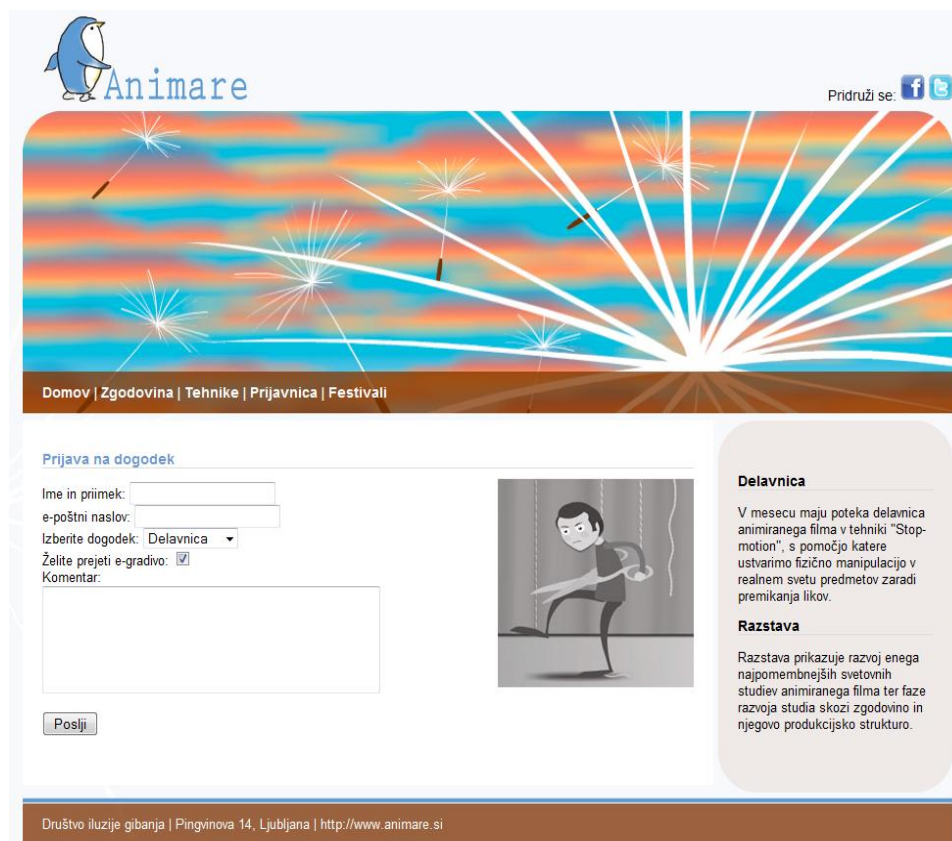 Animare
Pridruži se:
Domov | Zgodovina | Tehnike | Prijavnica | Festivali
Prijava na dogodek
Ime in priimek:
e-poštni naslov:
Izberite dogodek: Delavnica
Želite prejeti e-gradivo:
Komentar:
Poslji
Delavnica
V mesecu maju poteka delavnica
animiranega filma v tehniki "Stop-
motion", s pomočjo katere
ustvarimo fizično manipulacijo v
realnem svetu predmetov zaradi
premikanja likov.
Razstava
Razstava prikazuje razvoj enega
najpomembnejših svetovnih
studiev animiranega filma ter faze
razvoja studia skozi zgodovino in
njegovo produkcijsko strukturo.
Društvo iluzije gibanja | Pingvinova 14, Ljubljana | http://www.animare.si